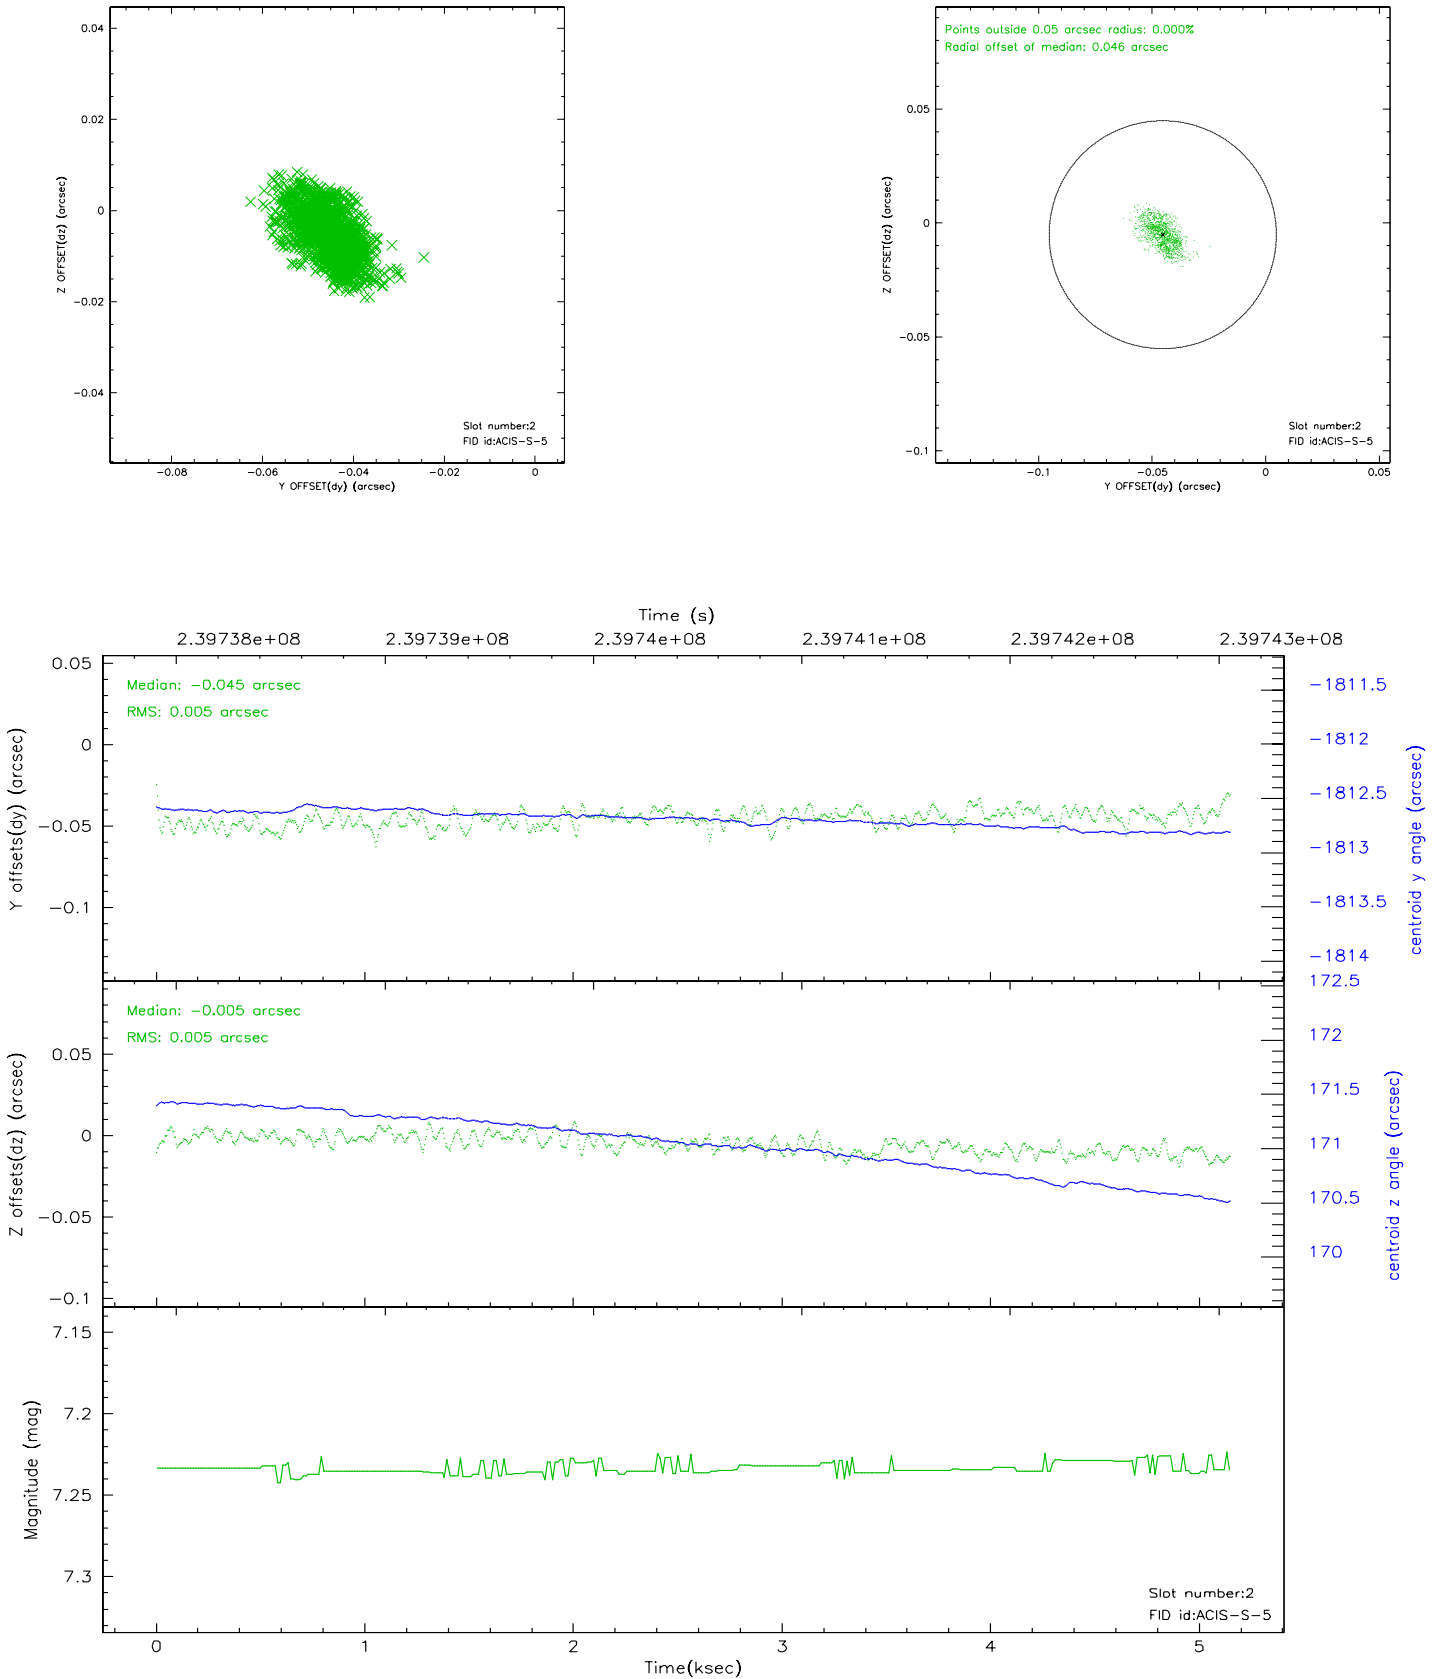 0.04
0.02
0
−0.02
−0.04
Z OFFSET(dz) (arcsec)
Slot number:2
FID id:ACIS−S−5
−0.08
−0.06
−0.04
−0.02
0
Y OFFSET(dy) (arcsec)
Points outside 0.05 arcsec radius: 0.000%
Radial offset of median: 0.046 arcsec
0.05
0
−0.05
−0.1
Z OFFSET(dz) (arcsec)
Slot number:2
FID id:ACIS−S−5
−0.1
−0.05
0
0.05
Y OFFSET(dy) (arcsec)
Time (s)
2.39738e+08
2.39739e+08
2.3974e+08
2.39741e+08
2.39742e+08
2.39743e+08
0.05
0
−0.05
−0.1
Y offsets(dy) (arcsec)
Median: −0.045 arcsec
RMS: 0.005 arcsec
−1811.5
−1812
−1812.5
−1813
−1813.5
−1814
centroid y angle (arcsec)
0.05
0
−0.05
−0.1
Z offsets(dz) (arcsec)
Median: −0.005 arcsec
RMS: 0.005 arcsec
172.5
172
171.5
171
170.5
170
centroid z angle (arcsec)
7.15
7.2
7.25
7.3
Magnitude (mag)
Slot number:2
FID id:ACIS−S−5
0
1
2
3
4
5
Time(ksec)